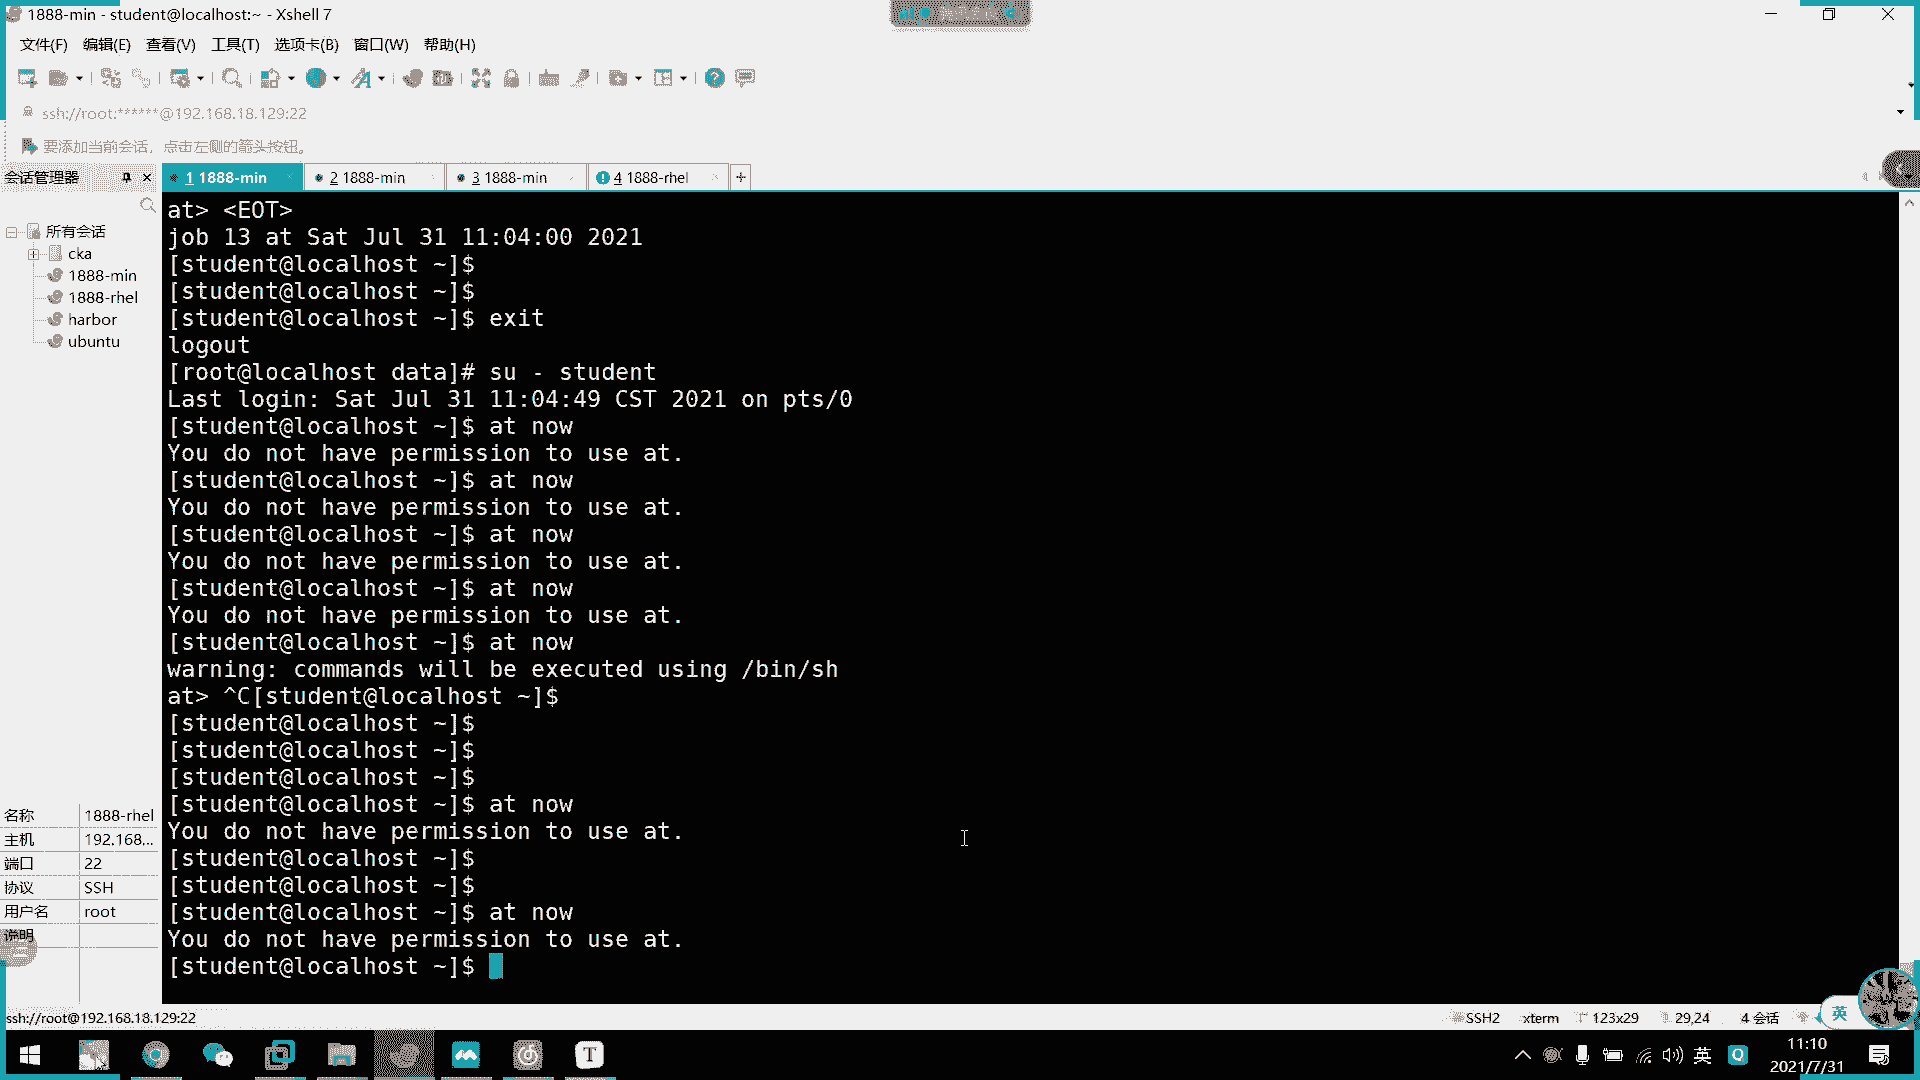 1888-min - student@localhost:~ - Xshell 7
文件(F) 编辑(E) 查看(V) 工具(T) 选项卡(B) 窗口(W) 帮助(H)
ssh://root:******@192.168.18.129:22
要添加当前会话，点击左侧的箭头按钮。
会话管理器
1 1888-min
2 1888-min
3 1888-min
4 1888-rhel
所有会话
cka
1888-min
1888-rhel
harbor
ubuntu
名称 1888-rhel
主机 192.168...
端口 22
协议 SSH
用户名 root
说明
at> <EOT>
job 13 at Sat Jul 31 11:04:00 2021
[student@localhost ~]$
[student@localhost ~]$
[student@localhost ~]$ exit
logout
[root@localhost data]# su - student
Last login: Sat Jul 31 11:04:49 CST 2021 on pts/0
[student@localhost ~]$ at now
You do not have permission to use at.
[student@localhost ~]$ at now
You do not have permission to use at.
[student@localhost ~]$ at now
You do not have permission to use at.
[student@localhost ~]$ at now
You do not have permission to use at.
[student@localhost ~]$ at now
warning: commands will be executed using /bin/sh
at> ^C[student@localhost ~]$
[student@localhost ~]$
[student@localhost ~]$
[student@localhost ~]$
[student@localhost ~]$ at now
You do not have permission to use at.
[student@localhost ~]$
[student@localhost ~]$
[student@localhost ~]$ at now
You do not have permission to use at.
[student@localhost ~]$
ssh://root@192.168.18.129:22
SSH2 xterm 123x29 29,24 4 会话
英
T
英
11:10
2021/7/31